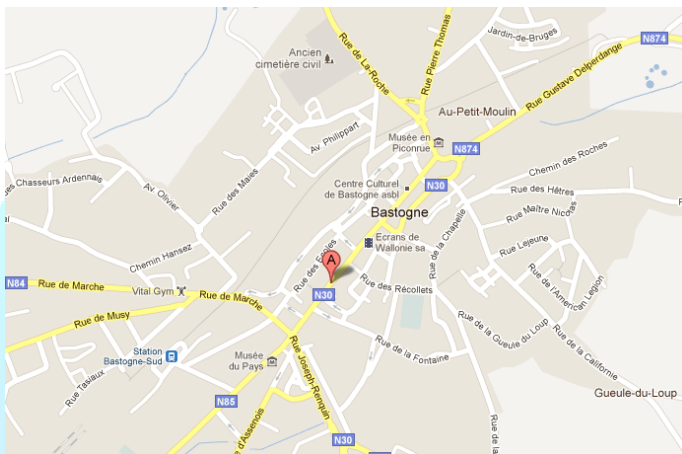 Jardin-de-Bruges
N874
Rue de La-Roche
Rue Pierre Thomas
Ancien
cimetière civil
Rue Gustave Delperdange
Au-Petit-Moulin
Av Philippart
Musée en
Piconrue
N874
Chemin des Roches
Chasseurs Ardennais
Av. Olivier
Rue des Maies
Centre Culturel
de Bastogne asbl
N30
Rue des Hêtres
Bastogne
Rue Maître Nicolas
Rue de la Chapelle
Ecrans de
Wallonie sa
Rue Lejeune
Chemin Hansez
A
Rue des Ecoles
N84
Rue de Marche
Vital Gym
Rue de Marche
N30
Rue des Récollets
Rue de l'American Legion
Rue de Musy
Rue de la Gueule du Loup
Station
Bastogne-Sud
Musée
du Pays
Rue Joseph-Renquin
Rue de la Fontaine
Rue de la Californie
Rue Tasiaux
N85
Gueule-du-Loup
d'Assenois
N30
Rue de la